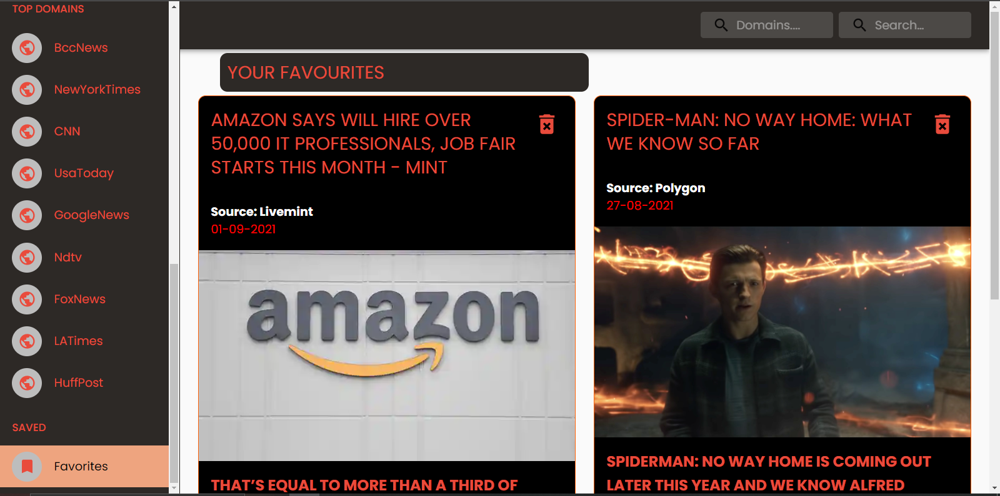 TOP DOMAINS
BccNews
NewYorkTimes
CNN
UsaToday
GoogleNews
Ndtv
FoxNews
LATimes
HuffPost
SAVED
Favorites
Domains....
Search...
YOUR FAVOURITES
AMAZON SAYS WILL HIRE OVER
50,000 IT PROFESSIONALS, JOB FAIR
STARTS THIS MONTH - MINT
Source: Livemint
01-09-2021
amazon
THAT’S EQUAL TO MORE THAN A THIRD OF
SPIDER-MAN: NO WAY HOME: WHAT
WE KNOW SO FAR
Source: Polygon
27-08-2021
SPIDERMAN: NO WAY HOME IS COMING OUT
LATER THIS YEAR AND WE KNOW ALFRED